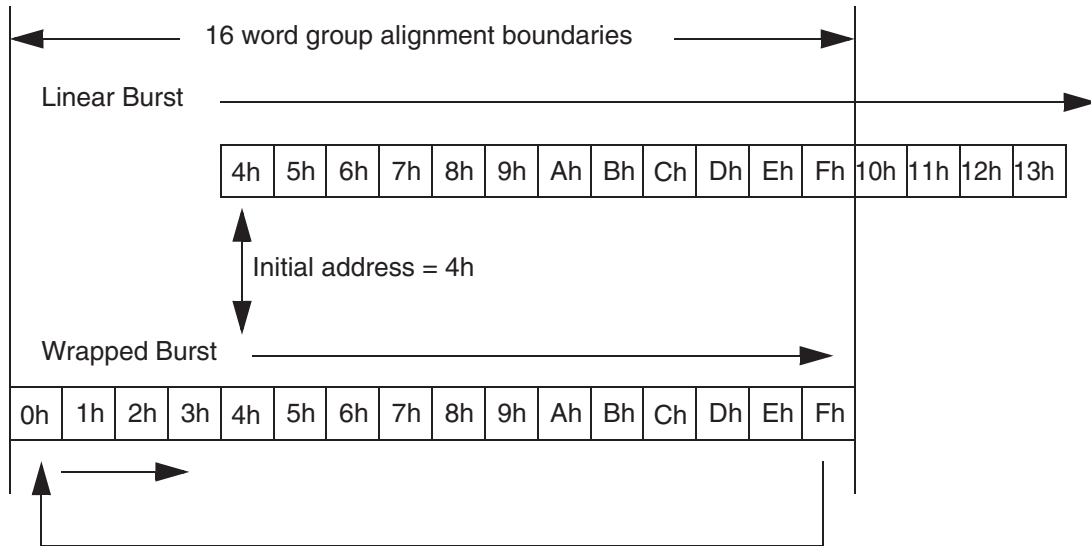 16 word group alignment boundaries
Linear Burst
4h 5h 6h 7h 8h 9h Ah Bh Ch Dh Eh Fh 10h 11h 12h 13h
Initial address = 4h
Wrapped Burst
0h 1h 2h 3h 4h 5h 6h 7h 8h 9h Ah Bh Ch Dh Eh Fh